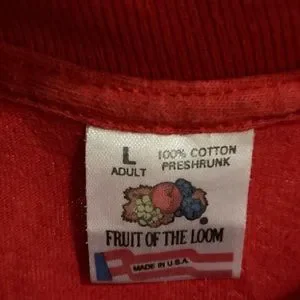 L 100% COTTON
ADULT PRESHRUNK
FRUIT OF THE LOOM
MADE IN U.S.A.